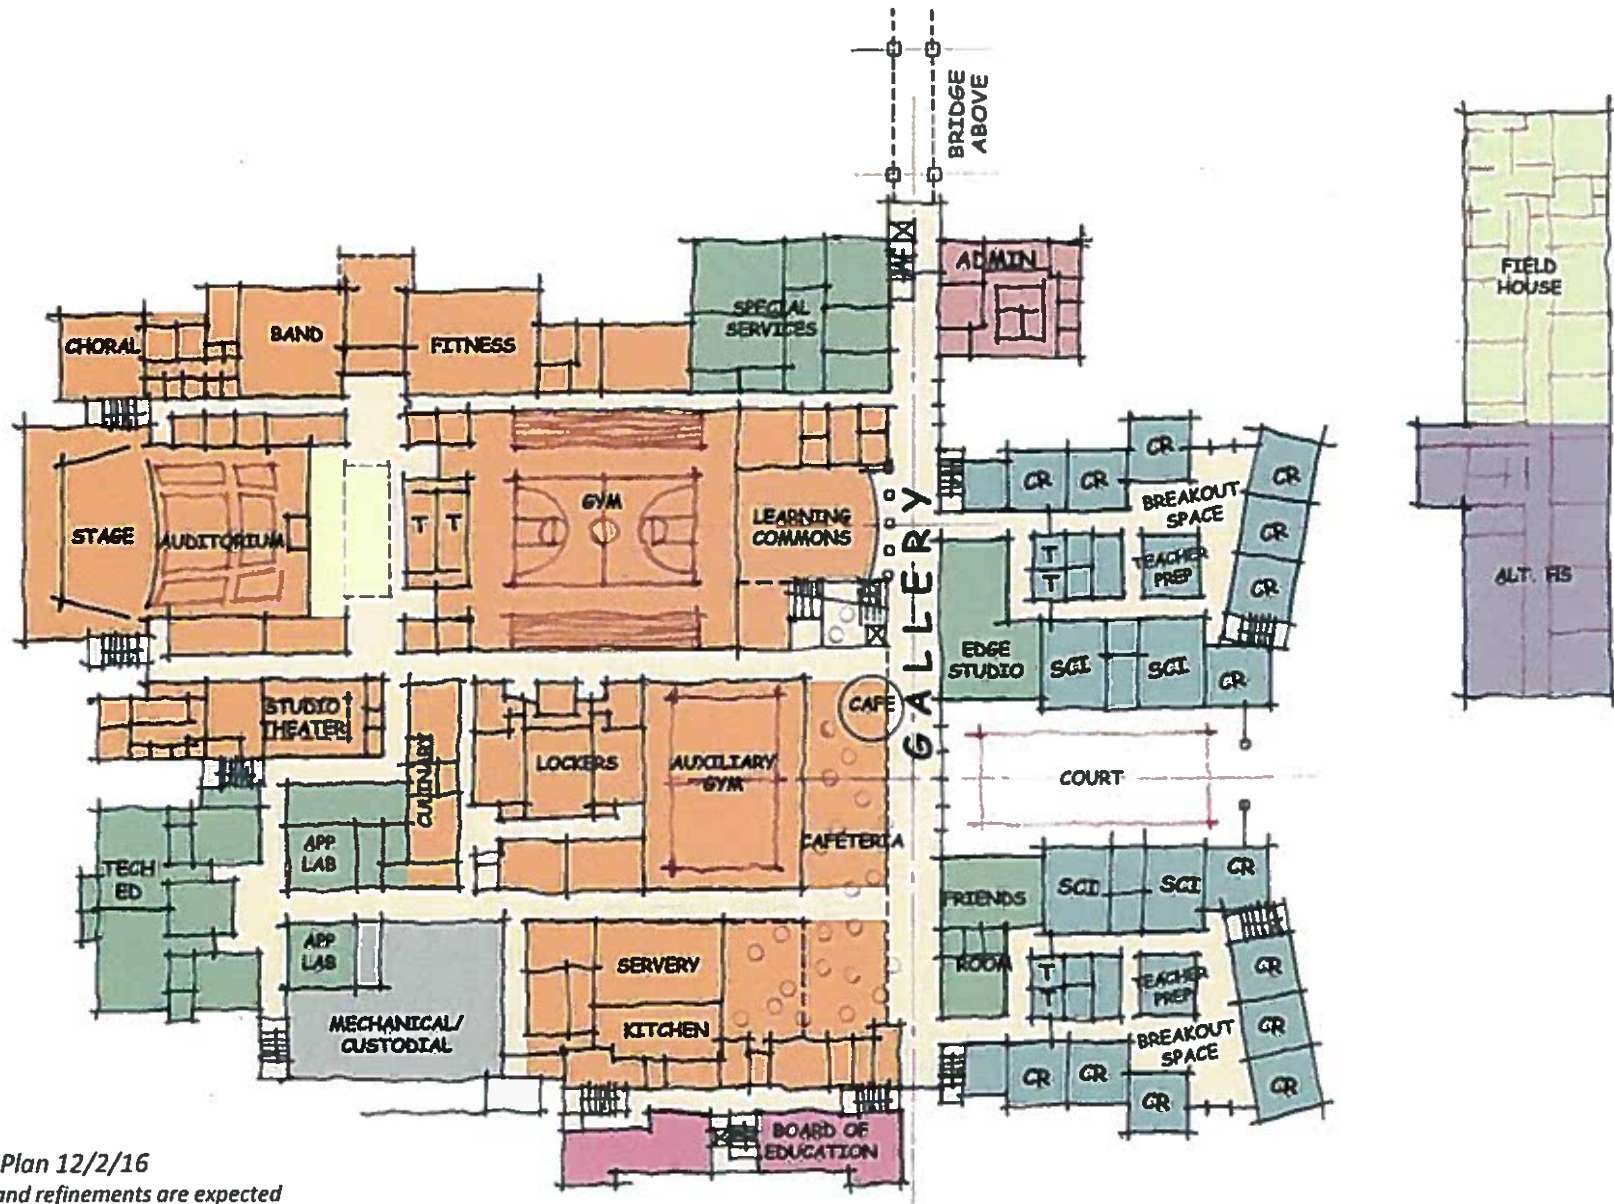 BRIDGE
ABOVE
ADMIN
FIELD
HOUSE
SPECIAL
SERVICES
CHORAL
BAND
FITNESS
CR
CR
CR
CR
BREAKOUT
SPACE
CR
CR
STAGE
AUDITORIUM
T
T
GYM
LEARNING
COMMONS
GALLERY
T
T
TEACHER
PREP
ALT. HS
EDGE
STUDIO
SCI
SCI
CR
STUDIO
THEATER
CULINARY
LOCKERS
AUXILIARY
GYM
CAFE
COURT
CAFETERIA
APP
LAB
TECH
ED
FRIENDS
ROOM
SCI
SCI
CR
APP
LAB
SERVERY
T
T
TEACHER
PREP
CR
MECHANICAL/
CUSTODIAL
KITCHEN
BREAKOUT
SPACE
CR
CR
CR
CR
CR
BOARD OF
EDUCATION
Plan 12/2/16
and refinements are expected